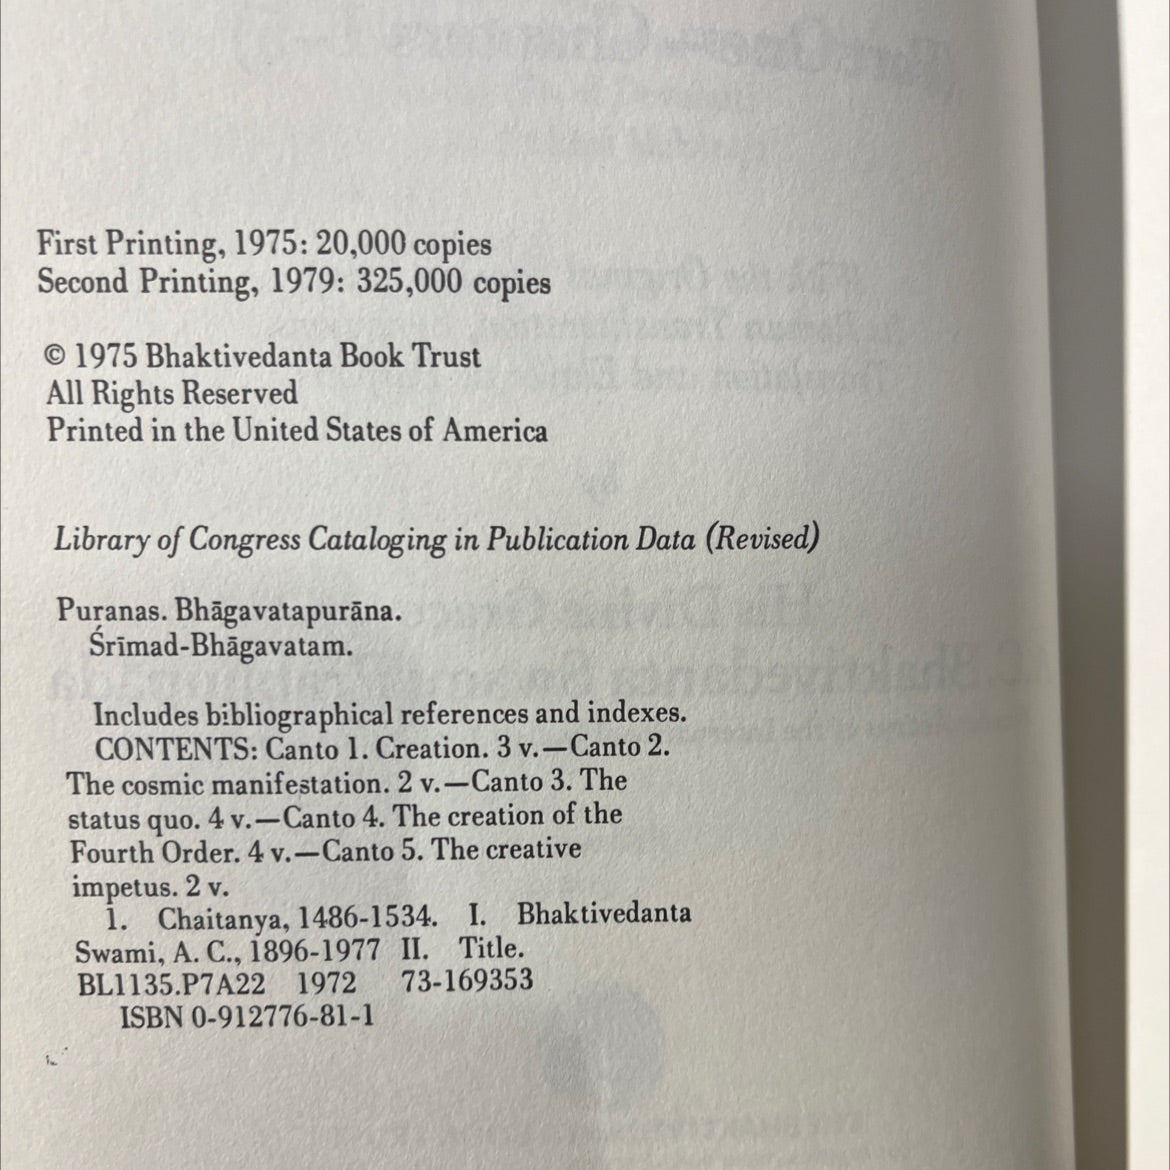 First Printing, 1975: 20,000 copies
Second Printing, 1979: 325,000 copies
© 1975 Bhaktivedanta Book Trust
All Rights Reserved
Printed in the United States of America
Library of Congress Cataloging in Publication Data (Revised)
Puranas. Bhāgavatapurāna.
Śrīmad-Bhāgavatam.
Includes bibliographical references and indexes.
CONTENTS: Canto 1. Creation. 3 v.—Canto 2.
The cosmic manifestation. 2 v.—Canto 3. The
status quo. 4 v.—Canto 4. The creation of the
Fourth Order. 4 v.—Canto 5. The creative
impetus. 2 v.
1. Chaitanya, 1486-1534. I. Bhaktivedanta
Swami, A. C., 1896-1977 II. Title.
BL1135.P7A22 1972 73-169353
ISBN 0-912776-81-1